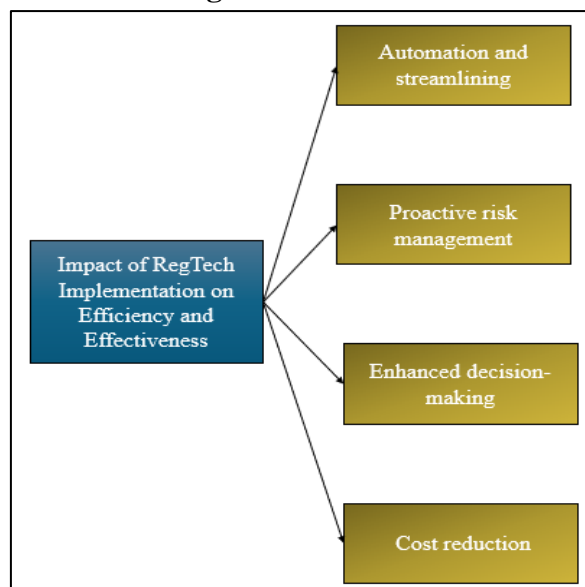 Impact of RegTech
Implementation on
Efficiency and
Effectiveness
Automation and
streamlining
Proactive risk
management
Enhanced decision-
making
Cost reduction